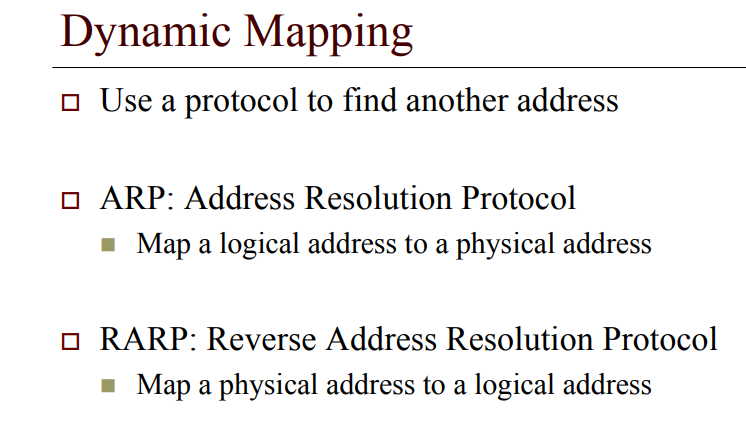 Dynamic Mapping
Use a protocol to find another address
ARP: Address Resolution Protocol
Map a logical address to a physical address
RARP: Reverse Address Resolution Protocol
Map a physical address to a logical address